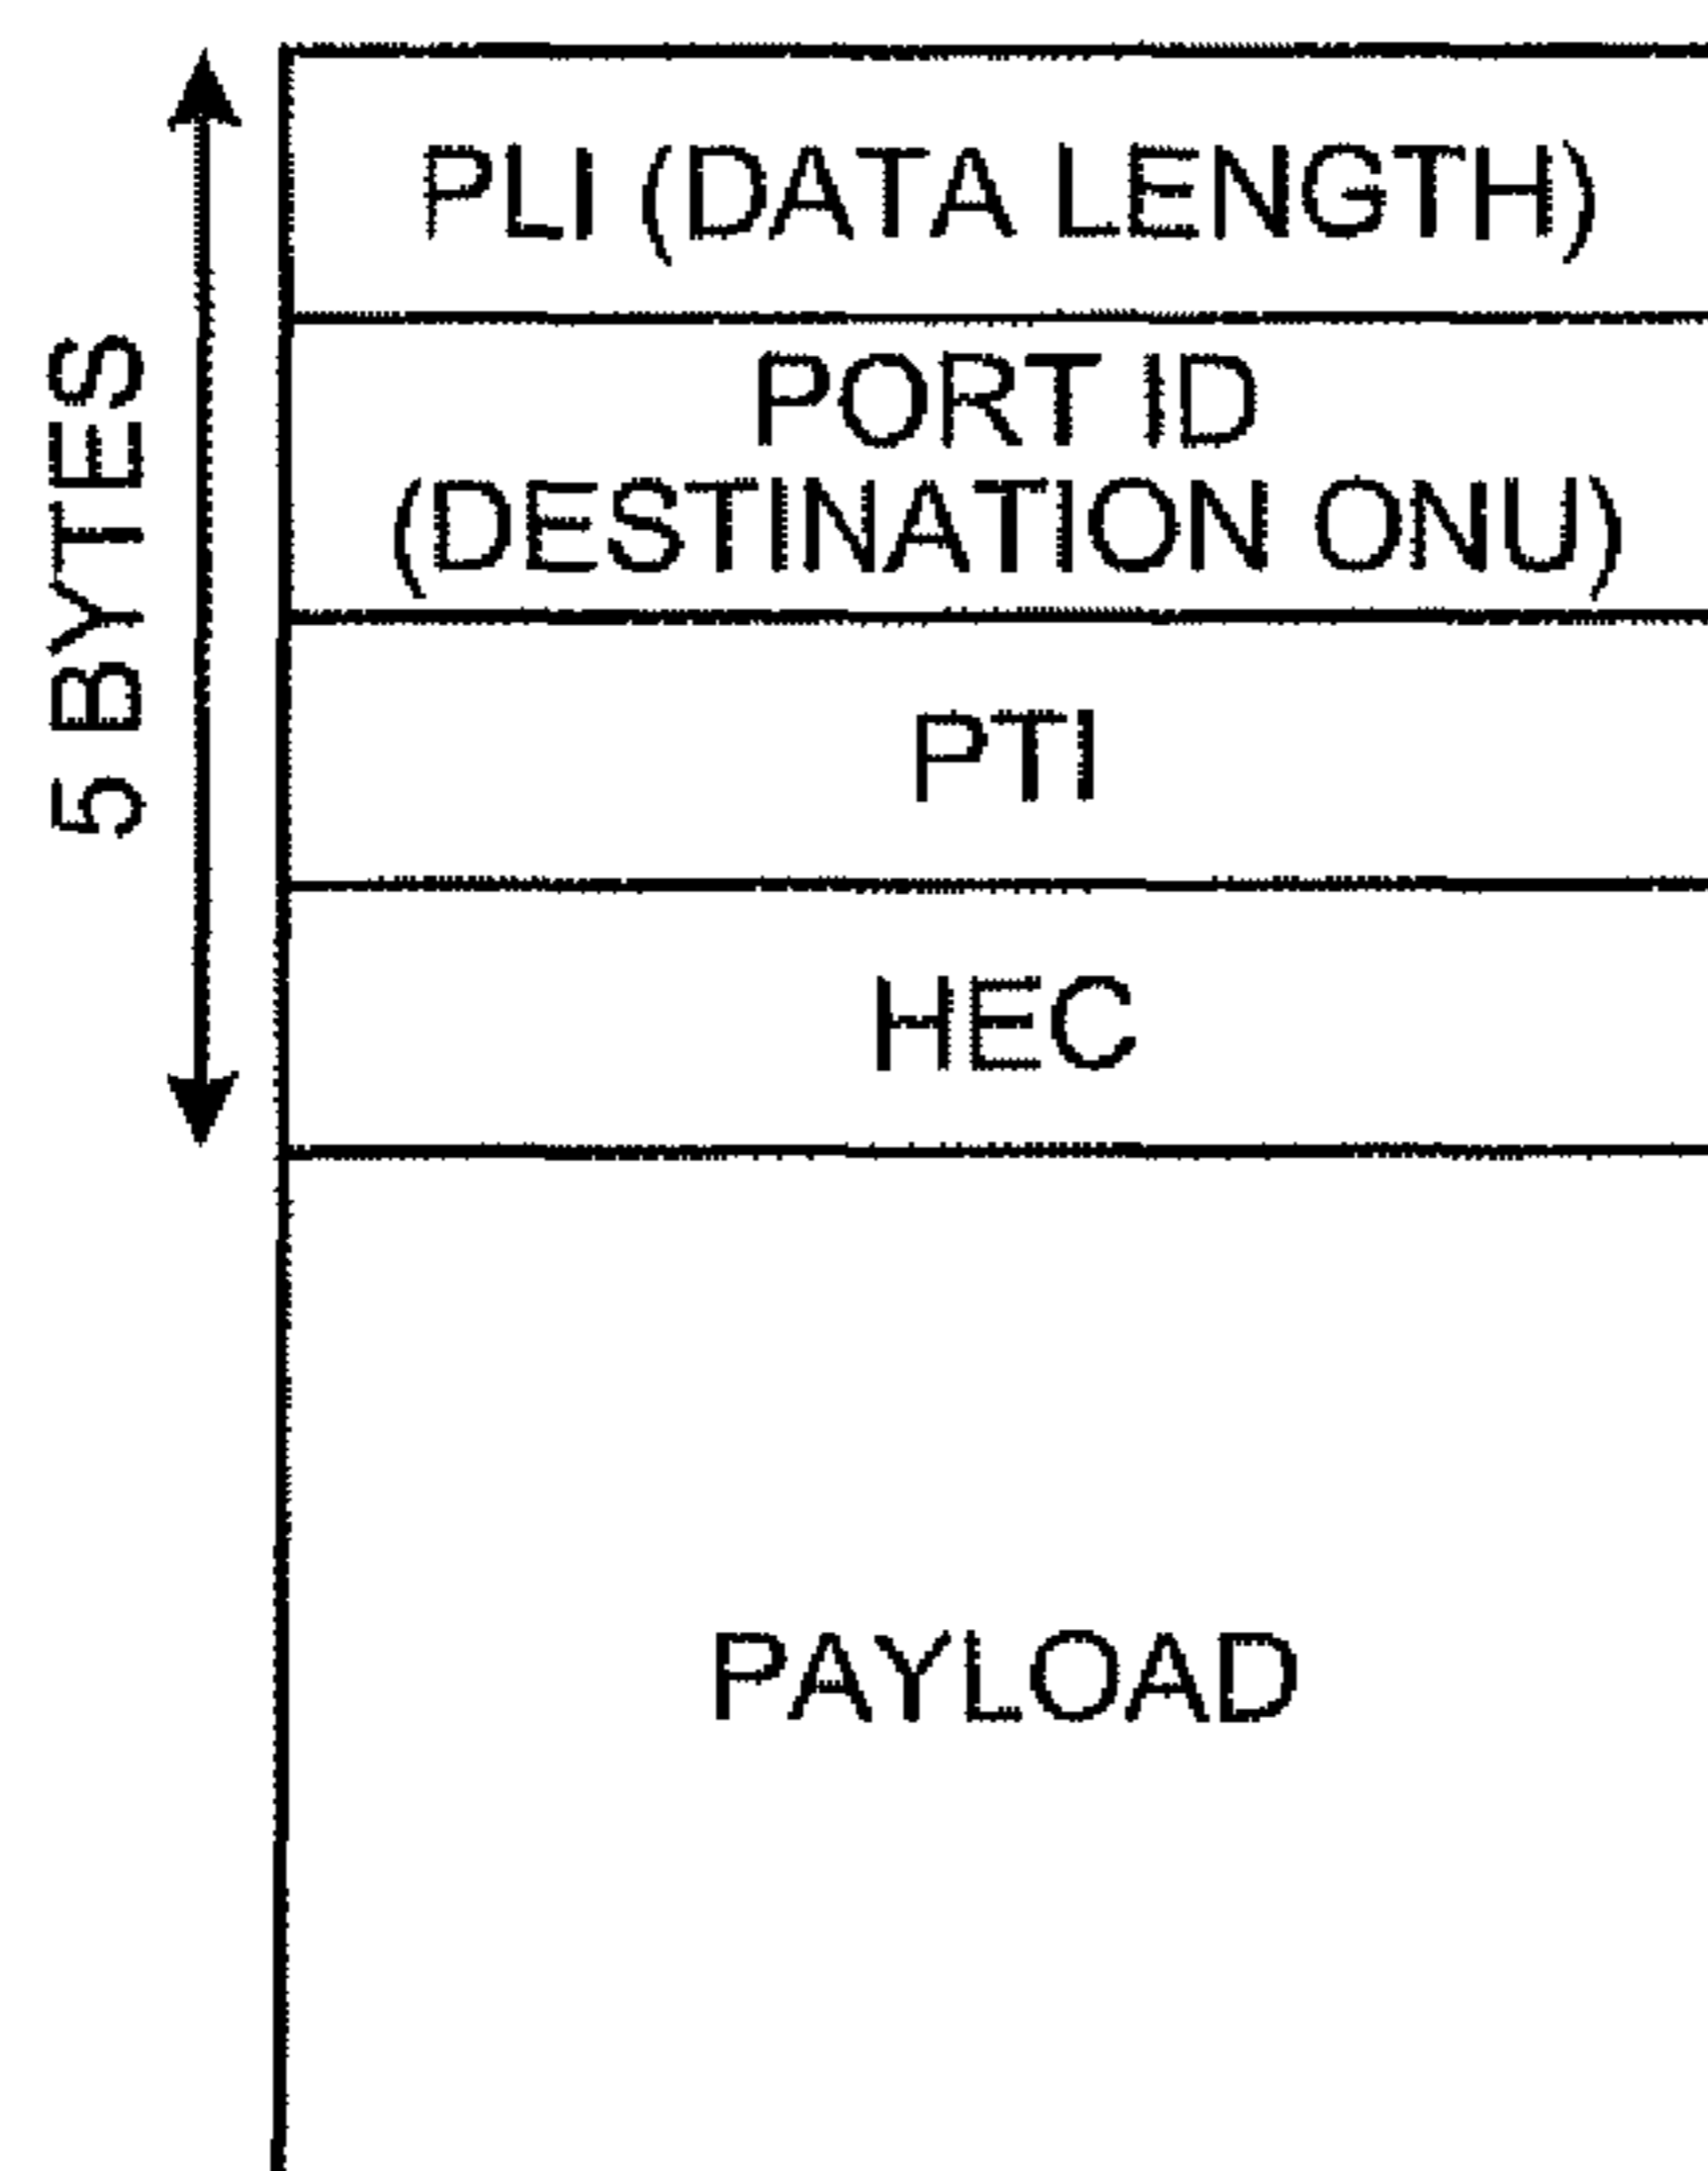 5 BYTES
PLI (DATA LENGTH)
PORT ID
(DESTINATION ONU)
PTI
HEC
PAYLOAD